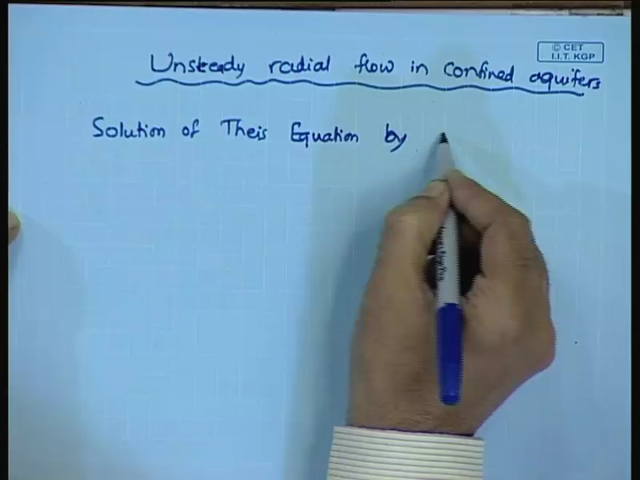 © CET
I.I.T. KGP
Unsteady radial flow in confined aquifers
Solution of Theis Equation by